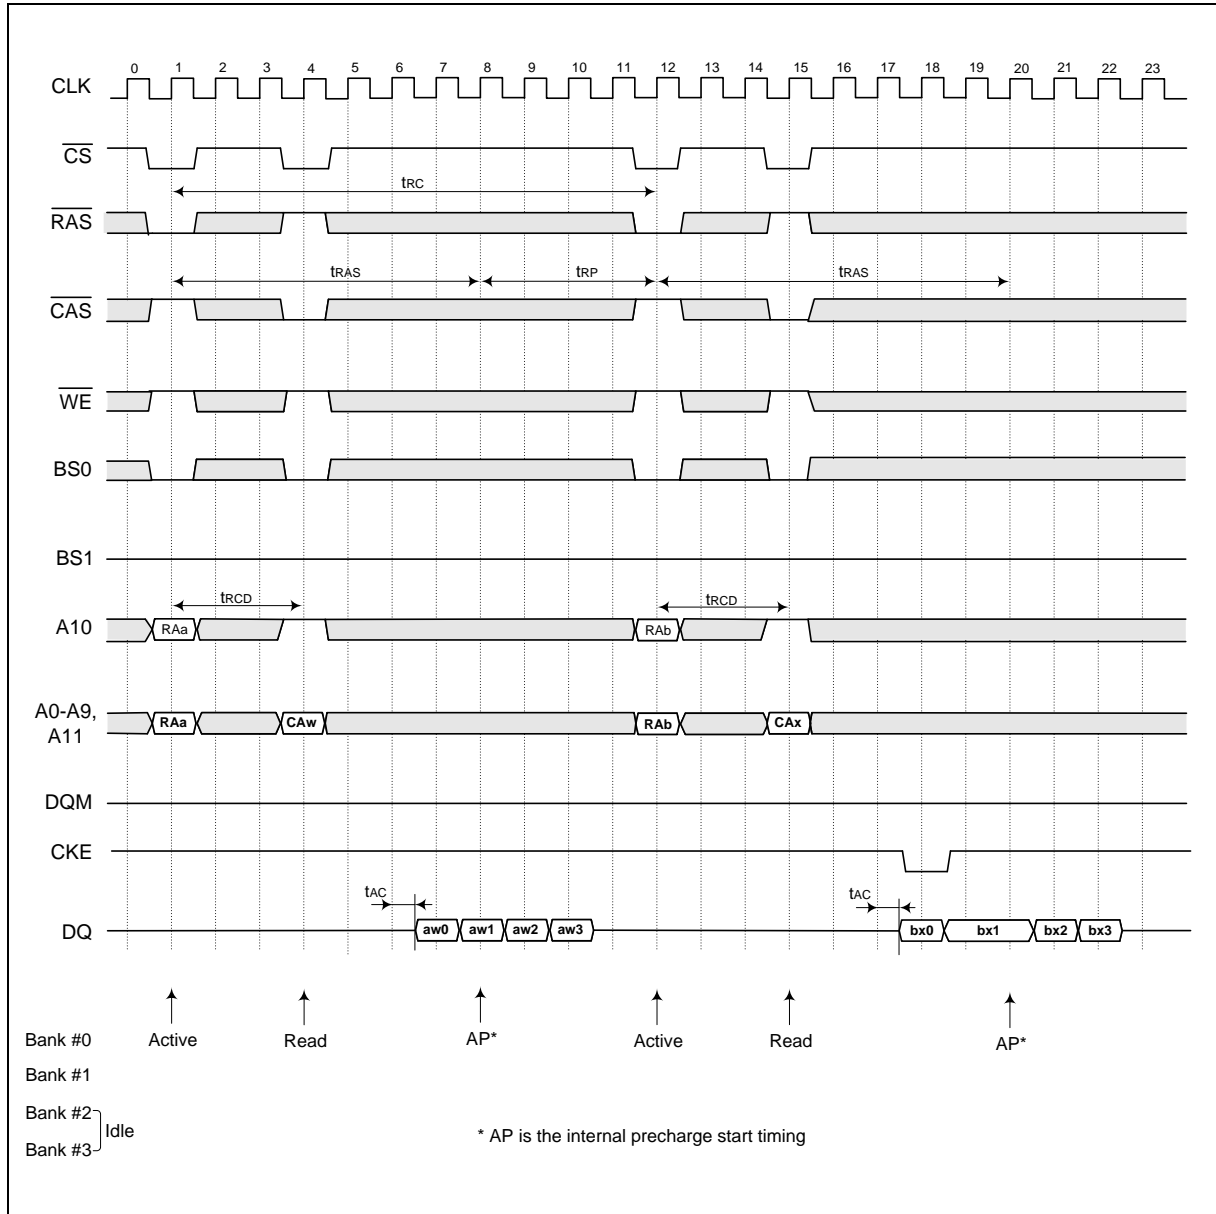 0 1 2 3 4 5 6 7 8 9 10 11 12 13 14 15 16 17 18 19 20 21 22 23
CLK
CS
tRC
RAS
tRAS tRP tRAS
CAS
WE
BS0
BS1
tRCD tRCD
A10 RAa RAb
A0-A9,
A11 RAa CAw RAb CAx
DQM
CKE
tAC tAC
DQ aw0 aw1 aw2 aw3 bx0 bx1 bx2 bx3
Bank #0 Active Read AP* Active Read AP*
Bank #1
Bank #2
Idle
Bank #3
* AP is the internal precharge start timing